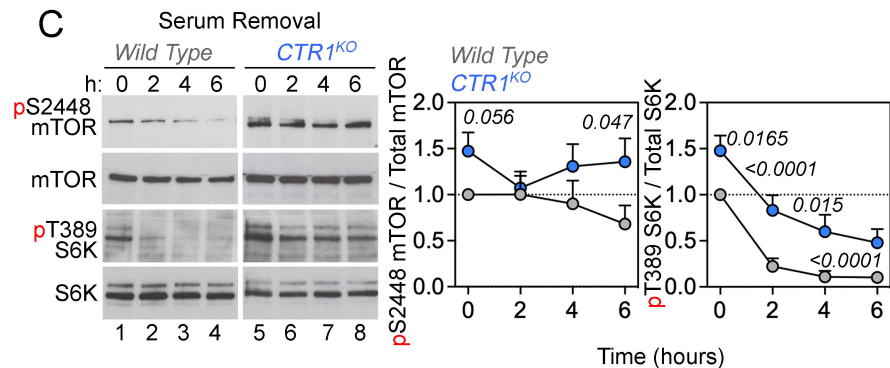 C
Serum Removal
Wild Type CTR1KO
h: 0 2 4 6 0 2 4 6
pS2448
mTOR
mTOR
pT389
S6K
S6K
1 2 3 4 5 6 7 8
Wild Type
CTR1KO
pS2448 mTOR / Total mTOR
2.0
1.5
1.0
0.5
0.0
0.056
0.047
0 2 4 6
pT389 S6K / Total S6K
2.0
1.5
1.0
0.5
0.0
0.0165
<0.0001
0.015
<0.0001
0 2 4 6
Time (hours)